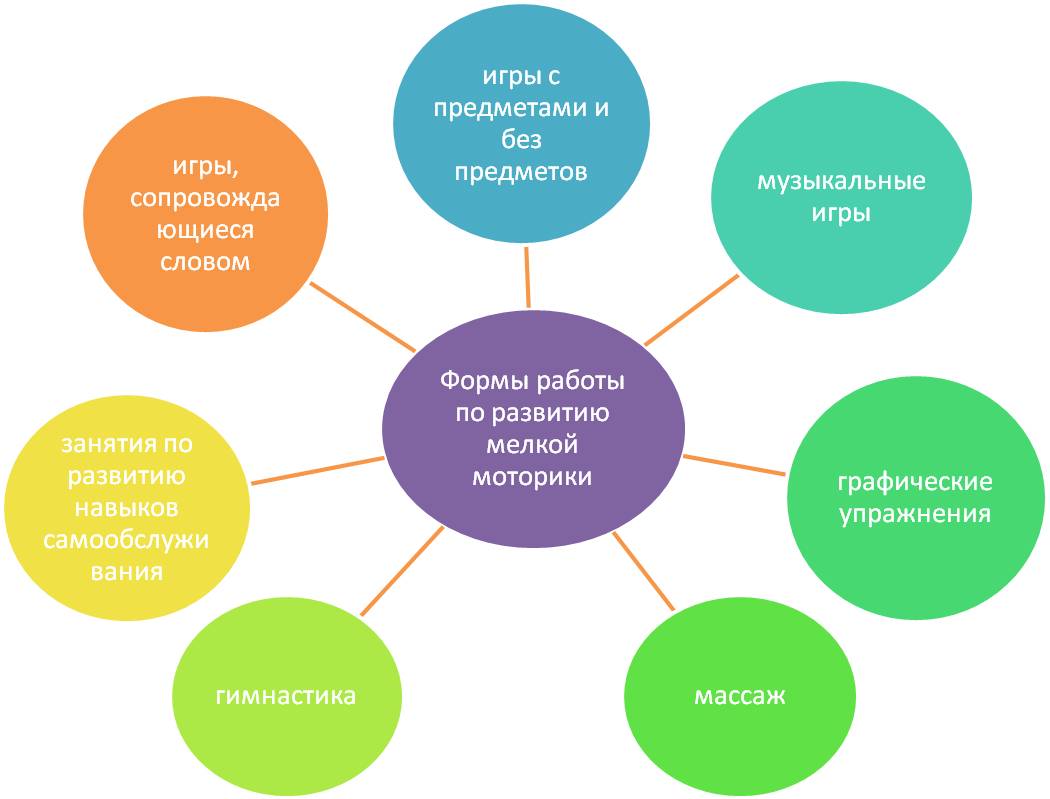 игры с
предметами и
без
предметов
музыкальные
игры
графические
упражнения
массаж
гимнастика
занятия по
развитию
навыков
самообслужи
вания
игры,
сопровожда
ющиеся
словом
Формы работы
по развитию
мелкой
моторики